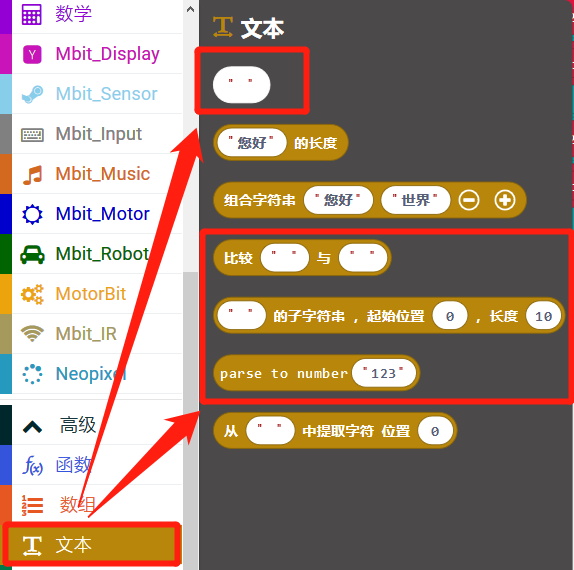 数学
Mbit_Display
Mbit_Sensor
Mbit_Input
Mbit_Music
Mbit_Motor
Mbit_Robot
MotorBit
Mbit_IR
Neopixel
高级
函数
数组
文本
文本
" "
"您好" 的长度
组合字符串 "您好" "世界"
比较 " " 与 " "
" " 的子字符串 , 起始位置 0 , 长度 10
parse to number "123"
从 " " 中提取字符 位置 0